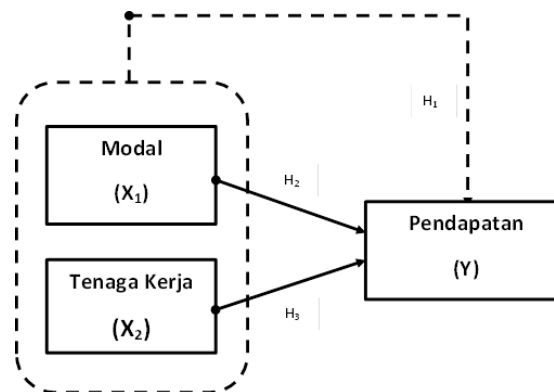 H₁
Modal
(X₁)
H₂
Pendapatan
(Y)
Tenaga Kerja
(X₂)
H₃